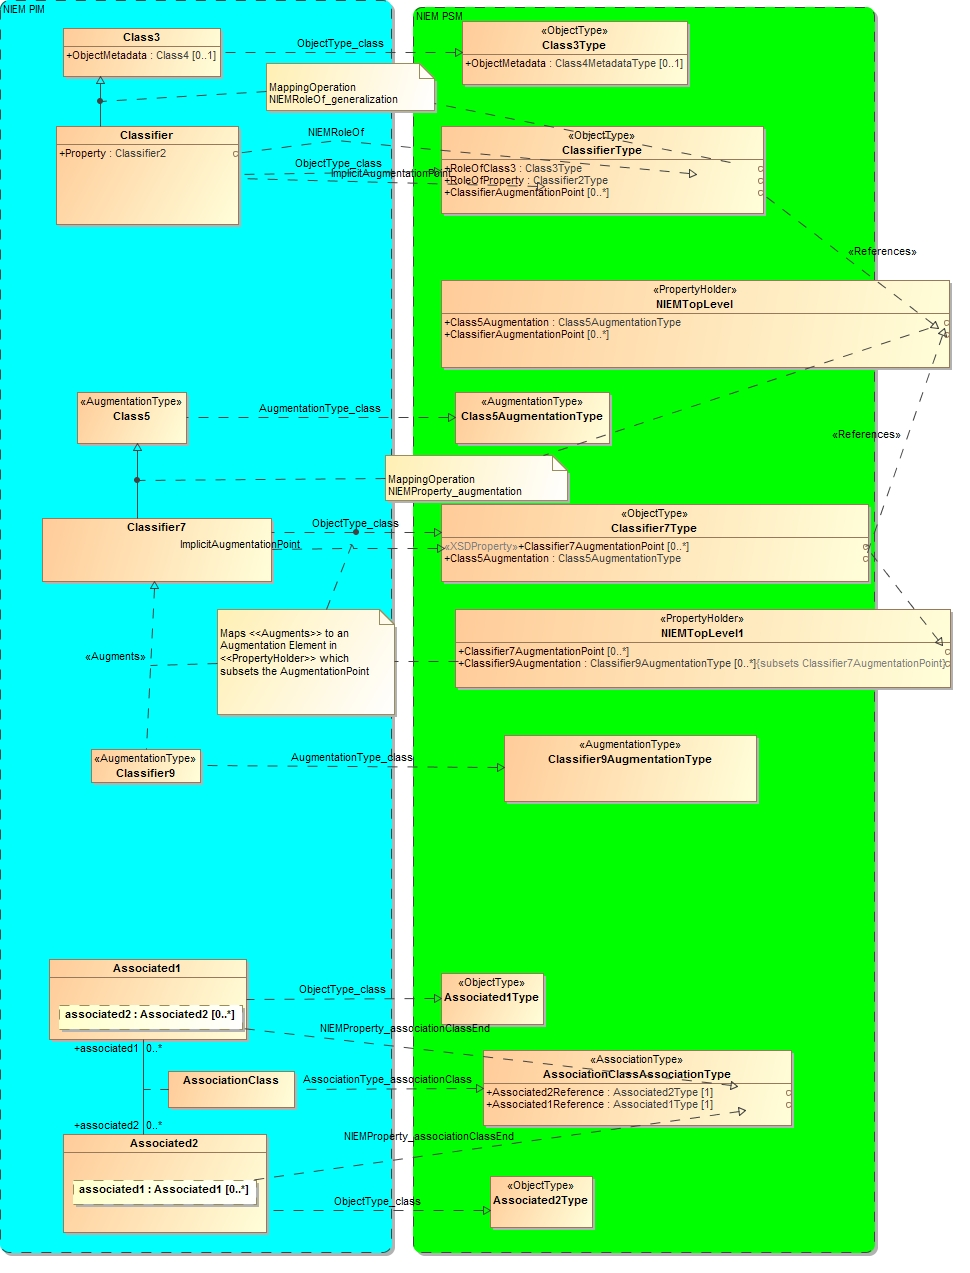 NIEM PIM
NIEM PSM
Class3
+ObjectMetadata : Class4 [0..1]
ObjectType_class
«ObjectType»
Class3Type
+ObjectMetadata : Class4MetadataType [0..1]
MappingOperation
NIEMRoleOf_generalization
Classifier
+Property : Classifier2
c
NIEMRoleOf
ObjectType_class
ImplicitAugmentationPoint
«ObjectType»
ClassifierType
+RoleOfClass3 : Class3Type
c
+RoleOfProperty : Classifier2Type
c
+ClassifierAugmentationPoint [0..*]
c
«References»
«PropertyHolder»
NIEMTopLevel
+Class5Augmentation : Class5AugmentationType
c
+ClassifierAugmentationPoint [0..*]
c
«AugmentationType»
Class5
AugmentationType_class
«AugmentationType»
Class5AugmentationType
«References»
MappingOperation
NIEMProperty_augmentation
Classifier7
ObjectType_class
ImplicitAugmentationPoint
«ObjectType»
Classifier7Type
«XSDProperty»+Classifier7AugmentationPoint [0..*]
c
+Class5Augmentation : Class5AugmentationType
c
«Augments»
Maps <<Augments>> to an
Augmentation Element in
<<PropertyHolder>> which
subsets the AugmentationPoint
«PropertyHolder»
NIEMTopLevel1
+Classifier7AugmentationPoint [0..*]
c
+Classifier9Augmentation : Classifier9AugmentationType [0..*]{subsets Classifier7AugmentationPoint}
c
«AugmentationType»
Classifier9
AugmentationType_class
«AugmentationType»
Classifier9AugmentationType
Associated1
associated2 : Associated2 [0..*]
ObjectType_class
«ObjectType»
Associated1Type
NIEMProperty_associationClassEnd
+associated1 0..*
AssociationClass
AssociationType_associationClass
«AssociationType»
AssociationClassAssociationType
+Associated2Reference : Associated2Type [1]
c
+Associated1Reference : Associated1Type [1]
c
+associated2 0..*
Associated2
associated1 : Associated1 [0..*]
NIEMProperty_associationClassEnd
ObjectType_class
«ObjectType»
Associated2Type